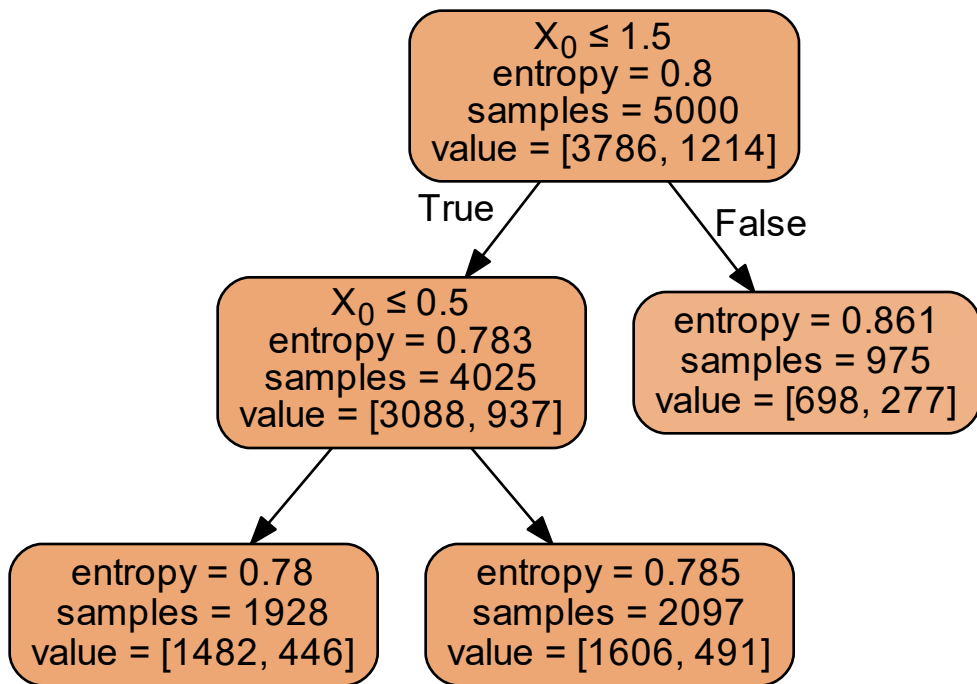 X₀ ≤ 1.5
entropy = 0.8
samples = 5000
value = [3786, 1214]
True
False
X₀ ≤ 0.5
entropy = 0.783
samples = 4025
value = [3088, 937]
entropy = 0.861
samples = 975
value = [698, 277]
entropy = 0.78
samples = 1928
value = [1482, 446]
entropy = 0.785
samples = 2097
value = [1606, 491]